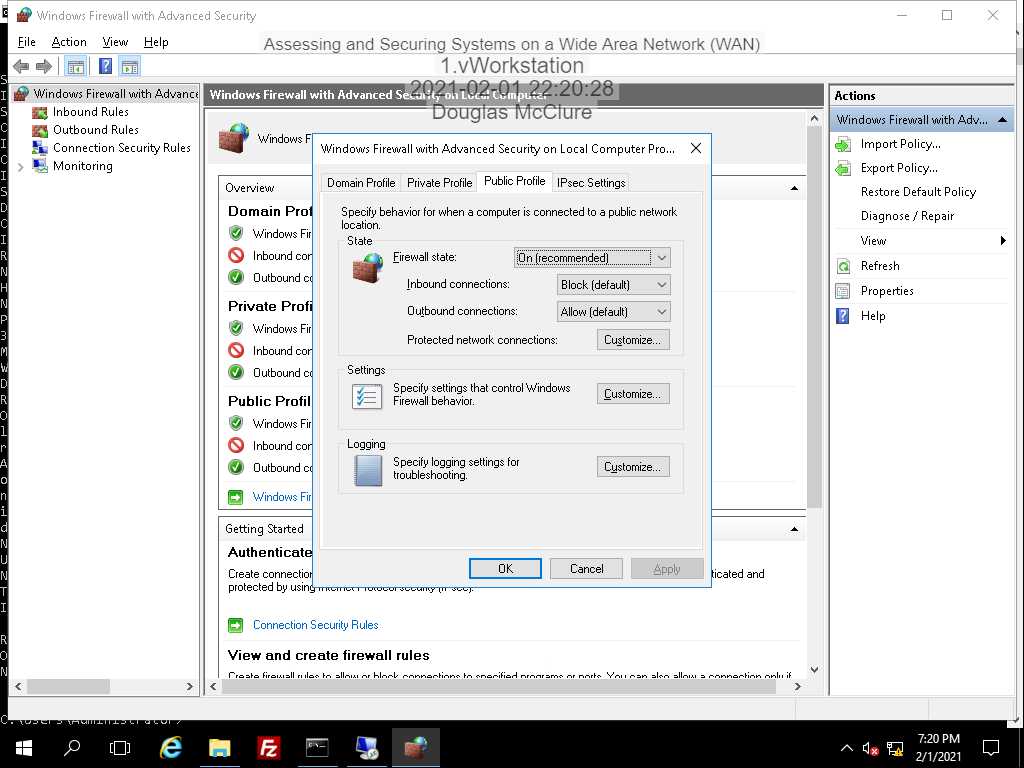 Windows Firewall with Advanced Security
File Action View Help
Assessing and Securing Systems on a Wide Area Network (WAN)
1.vWorkstation
2021-02-01 22:20:28
Douglas McClure
Windows Firewall with Advance
Inbound Rules
Outbound Rules
Connection Security Rules
Monitoring
Windows Firewall with Advanced Security on Local Computer
Windows F
Overview
Domain Prof
Windows Fir
Inbound cor
Outbound c
Private Profi
Windows Fir
Inbound cor
Outbound c
Public Profil
Windows Fir
Inbound cor
Outbound c
Windows Fir
Getting Started
Authenticate
Create connection
ticated and
protected by using Internet Protocol security (IPsec).
Connection Security Rules
View and create firewall rules
Create firewall rules to allow or block connections to specified programs or ports. You can also allow a connection only if
Windows Firewall with Advanced Security on Local Computer Pro...
Domain Profile Private Profile Public Profile IPsec Settings
Specify behavior for when a computer is connected to a public network
location.
State
Firewall state: On (recommended)
Inbound connections: Block (default)
Outbound connections: Allow (default)
Protected network connections: Customize...
Settings
Specify settings that control Windows
Firewall behavior.
Customize...
Logging
Specify logging settings for
troubleshooting.
Customize...
OK Cancel Apply
Actions
Windows Firewall with Adv...
Import Policy...
Export Policy...
Restore Default Policy
Diagnose / Repair
View
Refresh
Properties
Help
C:\Users\Administrator>
7:20 PM
2/1/2021